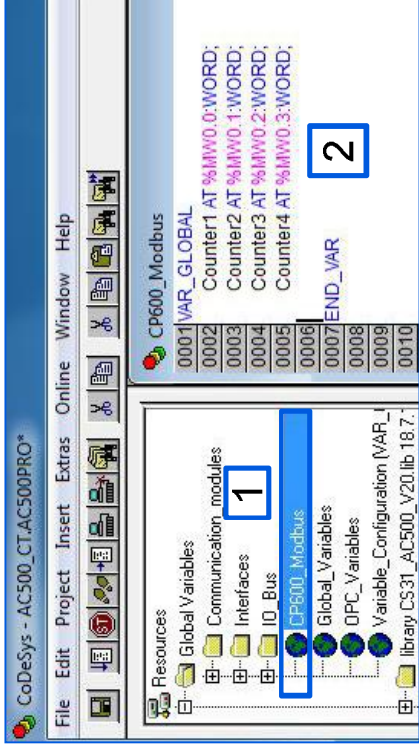 CoDeSys - AC500_CT.AC500PRO*
File Edit Project Insert Extras Online Window Help
Resources
Global Variables
Communication modules
Interfaces
IO_Bus
CP600_Modbus
Global_Variables
OPC_Variables
Variable_Configuration (VAR_
library CS31_AC500_V20.lib 18.7.
1
CP600_Modbus
0001 VAR_GLOBAL
0002 Counter1 AT %MW0.0:WORD;
0003 Counter2 AT %MW0.1:WORD;
0004 Counter3 AT %MW0.2:WORD;
0005 Counter4 AT %MW0.3:WORD;
0006
0007 END_VAR
0008
0009
0010
2